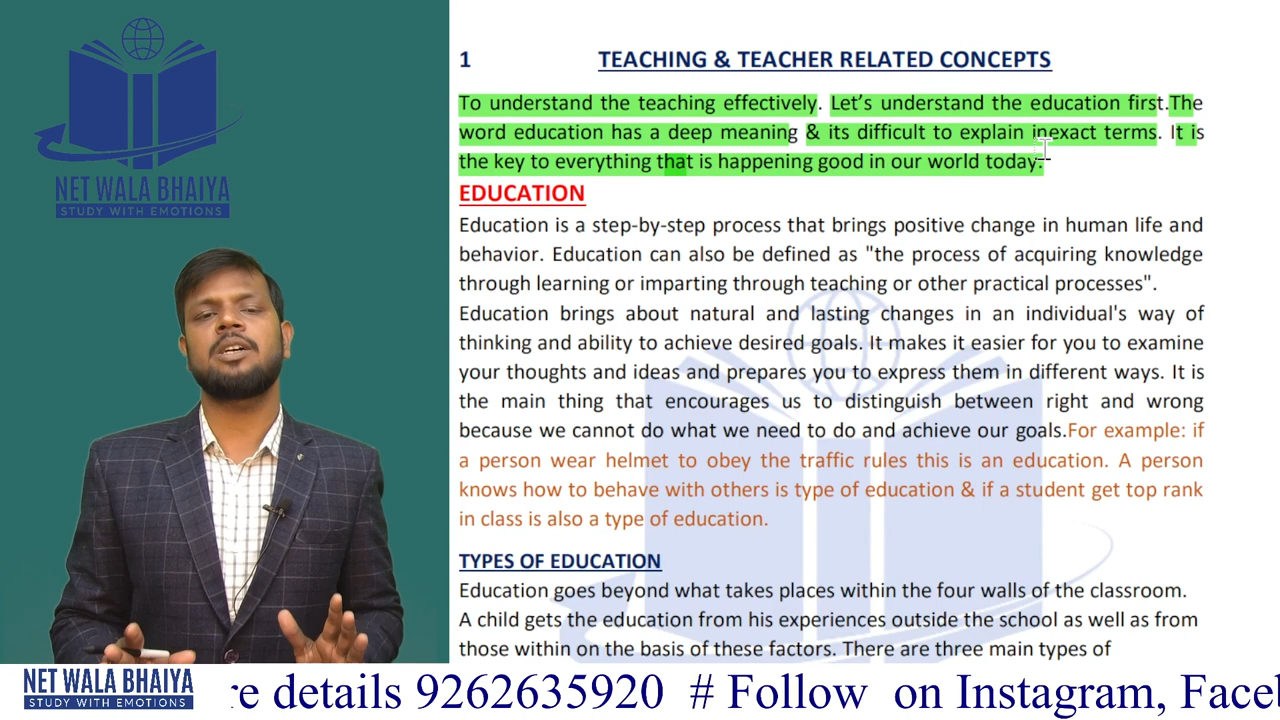 NET WALA BHAIYA
STUDY WITH EMOTIONS
1 TEACHING & TEACHER RELATED CONCEPTS
To understand the teaching effectively. Let’s understand the education first.The
word education has a deep meaning & its difficult to explain inexact terms. It is
the key to everything that is happening good in our world today.
EDUCATION
Education is a step-by-step process that brings positive change in human life and
behavior. Education can also be defined as "the process of acquiring knowledge
through learning or imparting through teaching or other practical processes".
Education brings about natural and lasting changes in an individual's way of
thinking and ability to achieve desired goals. It makes it easier for you to examine
your thoughts and ideas and prepares you to express them in different ways. It is
the main thing that encourages us to distinguish between right and wrong
because we cannot do what we need to do and achieve our goals.For example: if
a person wear helmet to obey the traffic rules this is an education. A person
knows how to behave with others is type of education & if a student get top rank
in class is also a type of education.
TYPES OF EDUCATION
Education goes beyond what takes places within the four walls of the classroom.
A child gets the education from his experiences outside the school as well as from
those within on the basis of these factors. There are three main types of
NET WALA BHAIYA
STUDY WITH EMOTIONS
details 9262635920 # Follow on Instagram,